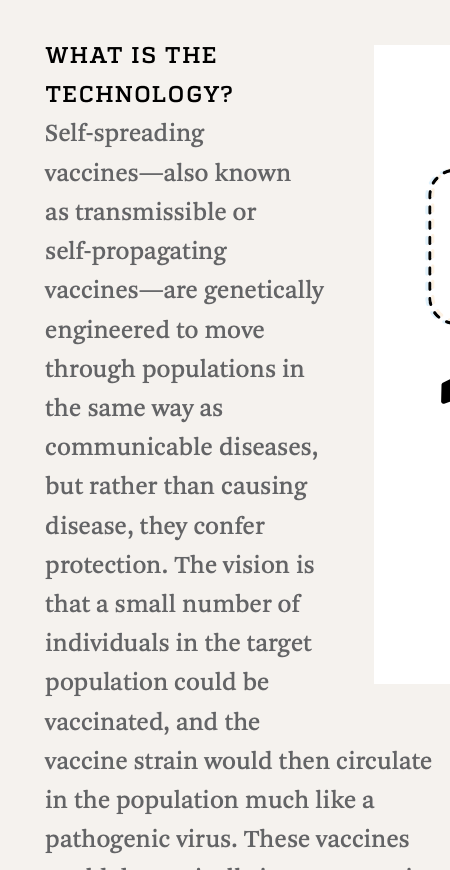 WHAT IS THE
TECHNOLOGY?
Self-spreading
vaccines—also known
as transmissible or
self-propagating
vaccines—are genetically
engineered to move
through populations in
the same way as
communicable diseases,
but rather than causing
disease, they confer
protection. The vision is
that a small number of
individuals in the target
population could be
vaccinated, and the
vaccine strain would then circulate
in the population much like a
pathogenic virus. These vaccines